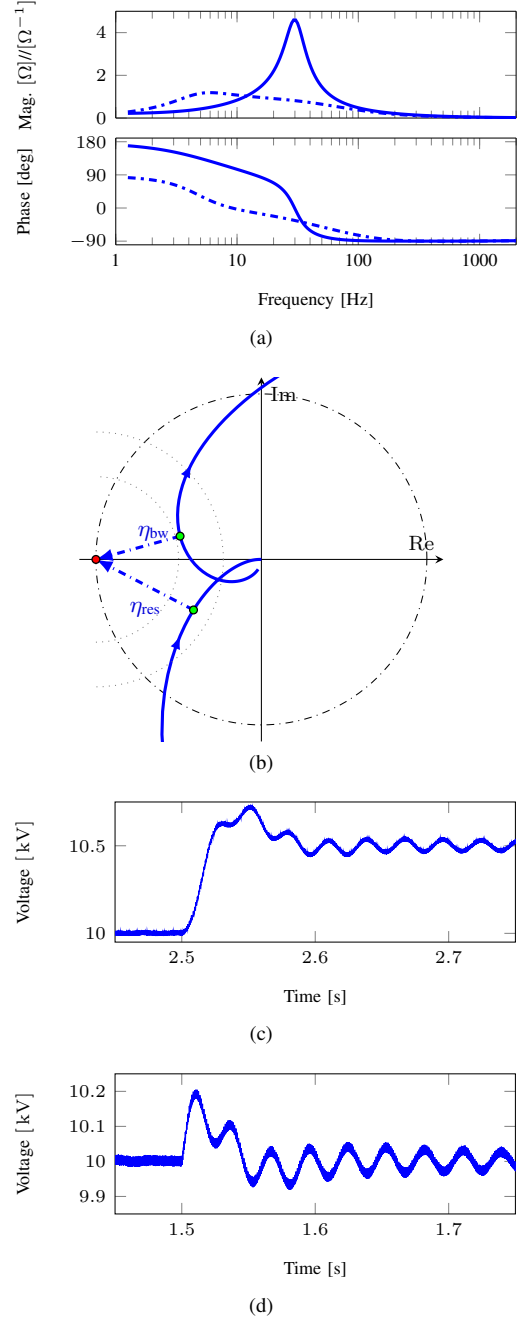 Mag. [Ω]//[Ω⁻¹]
4
2
0
Phase [deg]
180
90
0
−90
1
10
100
1000
Frequency [Hz]
(a)
Im
η_bw
Re
η_res
(b)
Voltage [kV]
10.5
10
2.5
2.6
2.7
Time [s]
(c)
Voltage [kV]
10.2
10.1
10
9.9
1.5
1.6
1.7
Time [s]
(d)